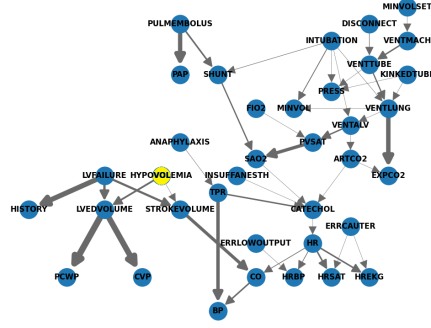 MINVOLSET
PULMEMBOLUS
DISCONNECT
INTUBATION
VENTMACH
VENTTUBE
PAP
SHUNT
KINKEDTUBE
PRESS
FIO2
MINVOL
VENTLUNG
VENTALV
ANAPHYLAXIS
PVSAT
SAO2
ARTCO2
LVFAILURE
HYPOVOLEMIA
INSUFFANESTH
EXPCO2
TPR
HISTORY
LVEDVOLUME
STROKEVOLUME
CATECHOL
ERRCAUTER
ERRLOWOUTPUT
HR
PCWP
CVP
CO
HRBP
HRSAT
HREKG
BP